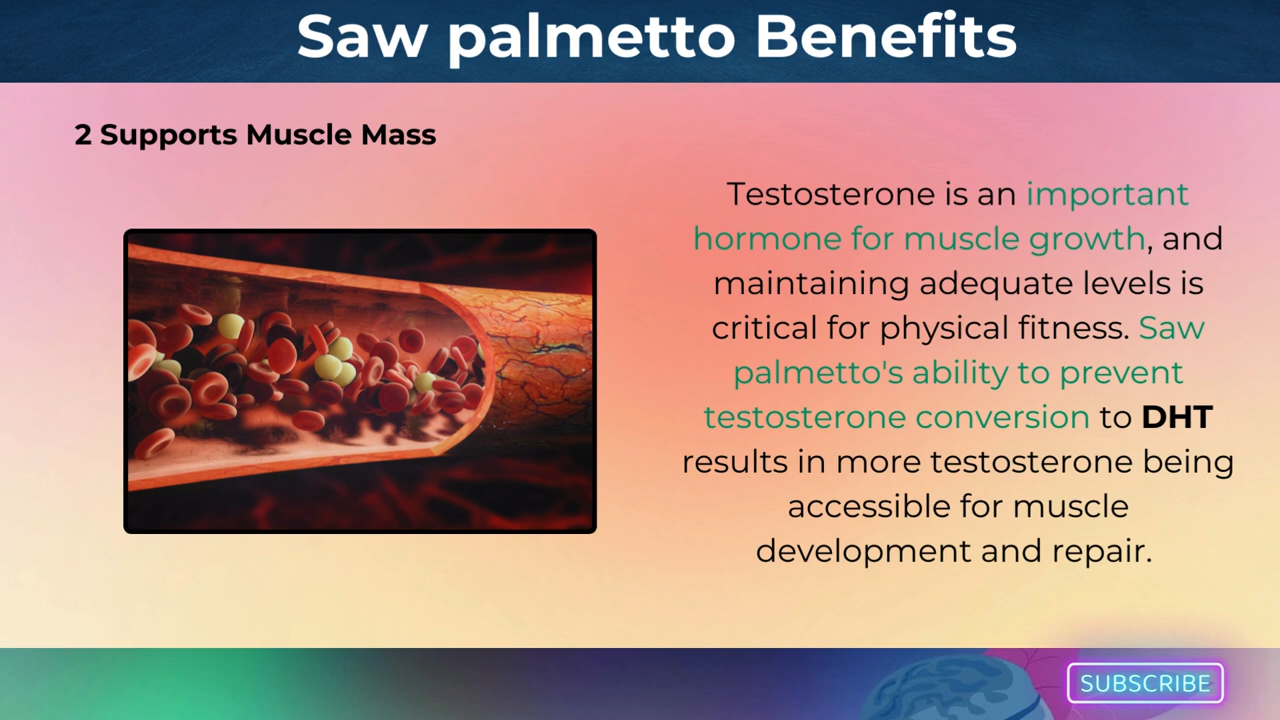 Saw palmetto Benefits
2 Supports Muscle Mass
Testosterone is an important
hormone for muscle growth, and
maintaining adequate levels is
critical for physical fitness. Saw
palmetto's ability to prevent
testosterone conversion to DHT
results in more testosterone being
accessible for muscle
development and repair.
SUBSCRIBE